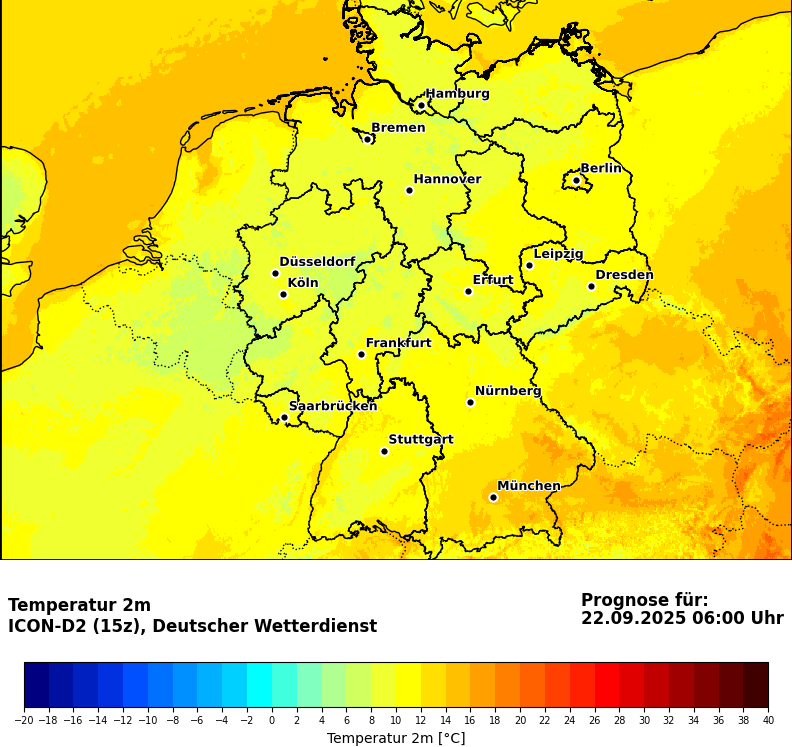 Hamburg
Bremen
Berlin
Hannover
Leipzig
Düsseldorf
Dresden
Köln
Erfurt
Frankfurt
Nürnberg
Saarbrücken
Stuttgart
München
Temperatur 2m
ICON-D2 (15z), Deutscher Wetterdienst
Prognose für:
22.09.2025 06:00 Uhr
−20 −18 −16 −14 −12 −10 −8 −6 −4 −2 0 2 4 6 8 10 12 14 16 18 20 22 24 26 28 30 32 34 36 38 40
Temperatur 2m [°C]